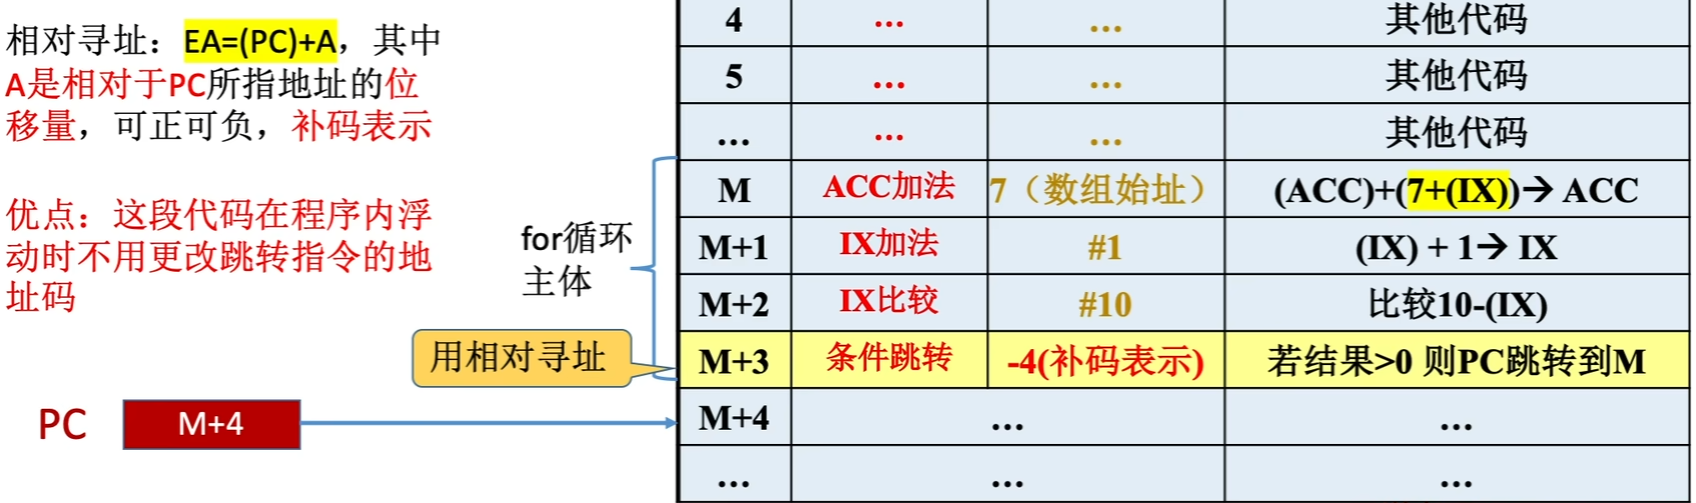 相对寻址：EA=(PC)+A，其中
A是相对于PC所指地址的位
移量，可正可负，补码表示
优点：这段代码在程序内浮
动时不用更改跳转指令的地
址码
for循环
主体
用相对寻址
PC M+4
4 ... ... 其他代码
5 ... ... 其他代码
... ... ... 其他代码
M ACC加法 7（数组始址） (ACC)+(7+(IX))→ ACC
M+1 IX加法 #1 (IX) + 1→ IX
M+2 IX比较 #10 比较10-(IX)
M+3 条件跳转 -4(补码表示) 若结果>0 则PC跳转到M
M+4 ... ...
... ... ...